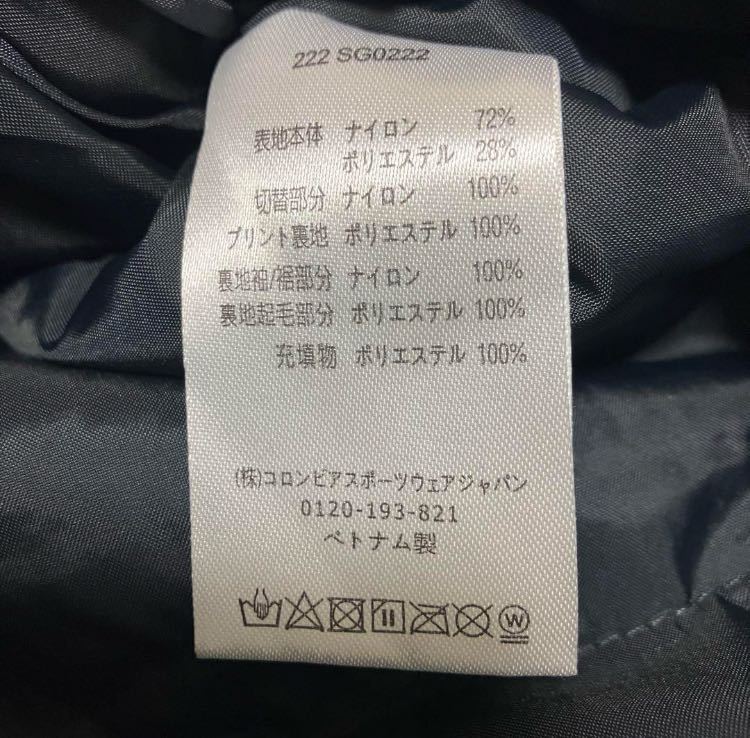 222 SG0222
表地本体 ナイロン 72%
ポリエステル 28%
切替部分 ナイロン 100%
プリント裏地 ポリエステル 100%
裏地袖/裾部分 ナイロン 100%
裏地起毛部分 ポリエステル 100%
充填物 ポリエステル 100%
(株)コロンビアスポーツウェアジャパン
0120-193-821
ベトナム製
W